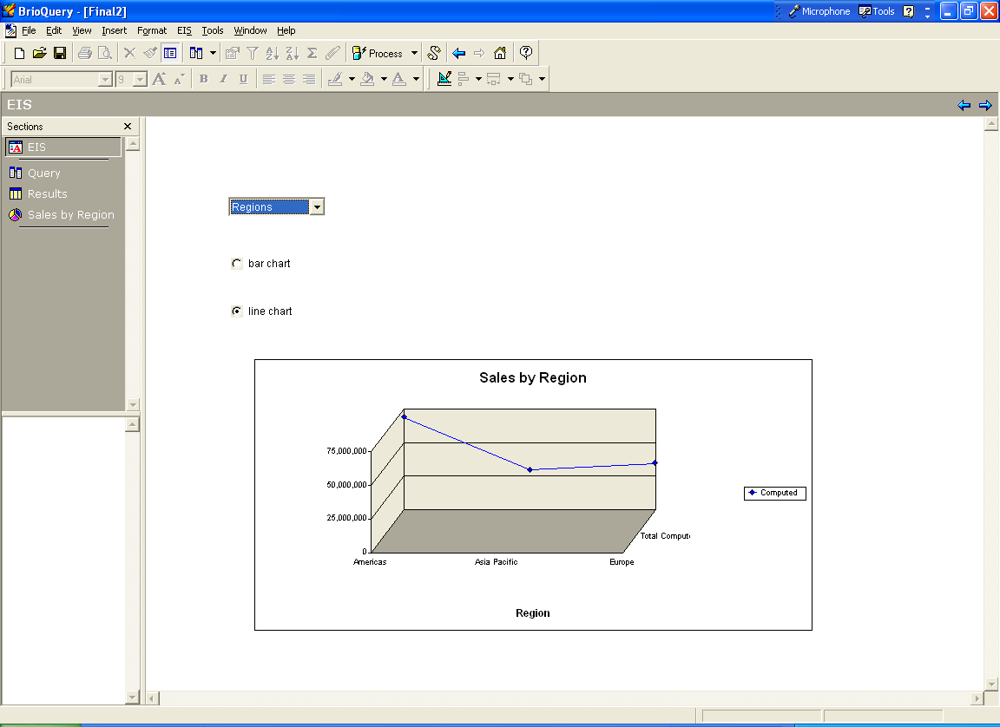 BrioQuery - [Final2]
Microphone Tools
File Edit View Insert Format EIS Tools Window Help
Process
Arial 9 A A B I U A
EIS
Sections
EIS
Query
Results
Sales by Region
Regions
bar chart
line chart
Sales by Region
75,000,000
50,000,000
25,000,000
0
Americas Asia Pacific Europe
Total Compute
Computed
Region